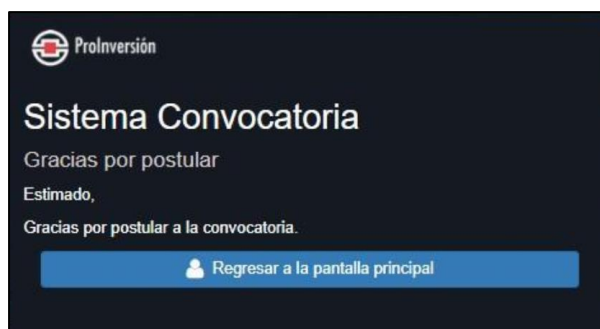 ProInversión
Sistema Convocatoria
Gracias por postular
Estimado,
Gracias por postular a la convocatoria.
Regresar a la pantalla principal